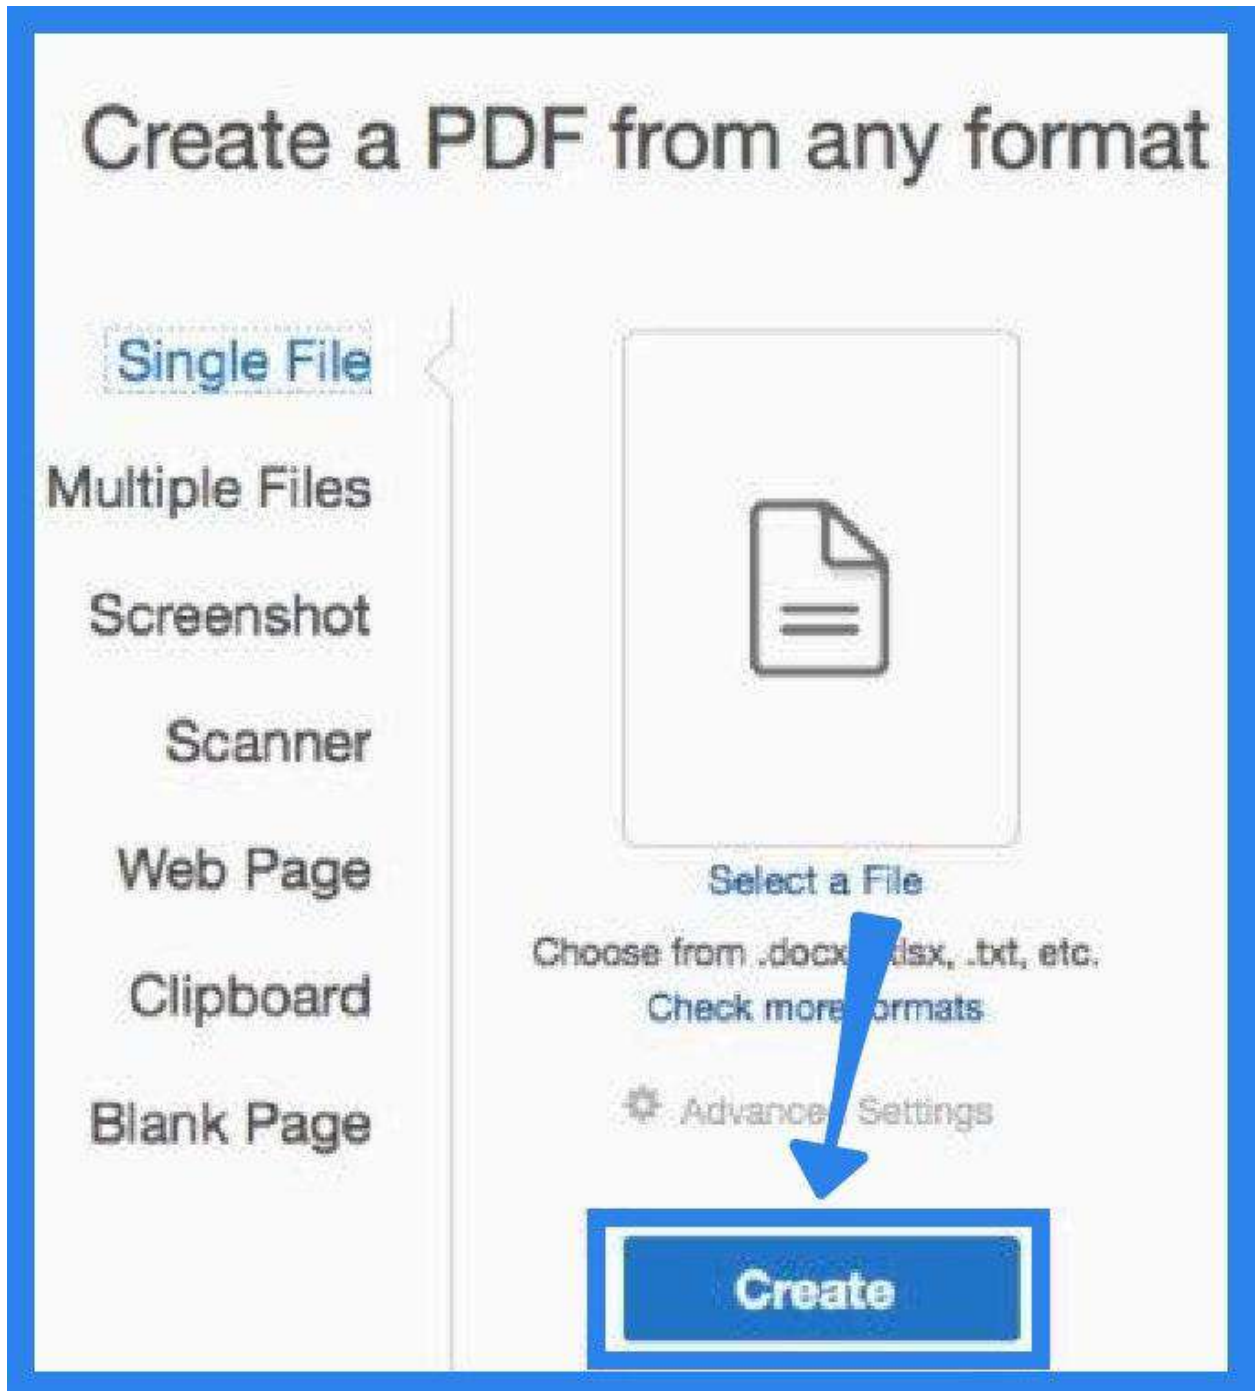 Create a PDF from any format
Single File
Multiple Files
Screenshot
Scanner
Web Page
Clipboard
Blank Page
Select a File
Choose from .docx, .txt, etc.
Check more formats
Advanced Settings
Create